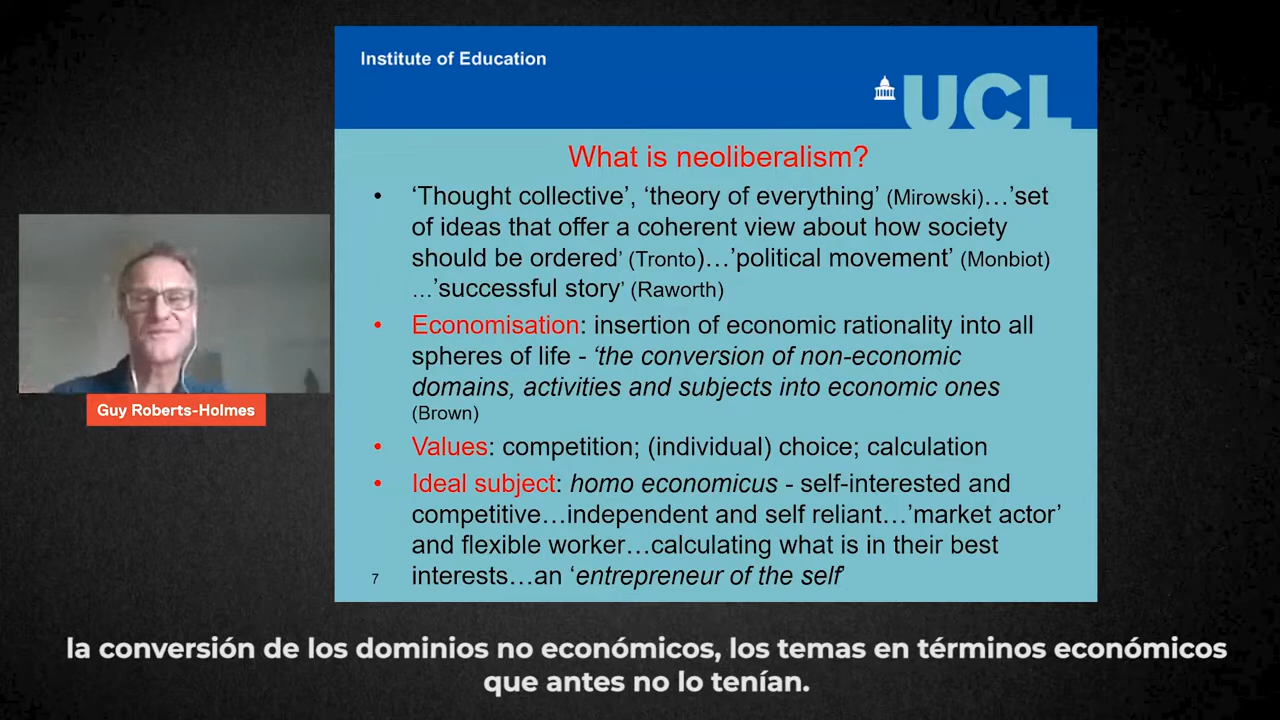 Institute of Education
UCL
What is neoliberalism?
• ‘Thought collective’, ‘theory of everything’ (Mirowski)…’set
of ideas that offer a coherent view about how society
should be ordered’ (Tronto)…’political movement’ (Monbiot)
…’successful story’ (Raworth)
• Economisation: insertion of economic rationality into all
spheres of life - ‘the conversion of non-economic
domains, activities and subjects into economic ones
(Brown)
• Values: competition; (individual) choice; calculation
• Ideal subject: homo economicus - self-interested and
competitive…independent and self reliant…’market actor’
and flexible worker…calculating what is in their best
interests…an ‘entrepreneur of the self’
7
Guy Roberts-Holmes
la conversión de los dominios no económicos, los temas en términos económicos
que antes no lo tenían.